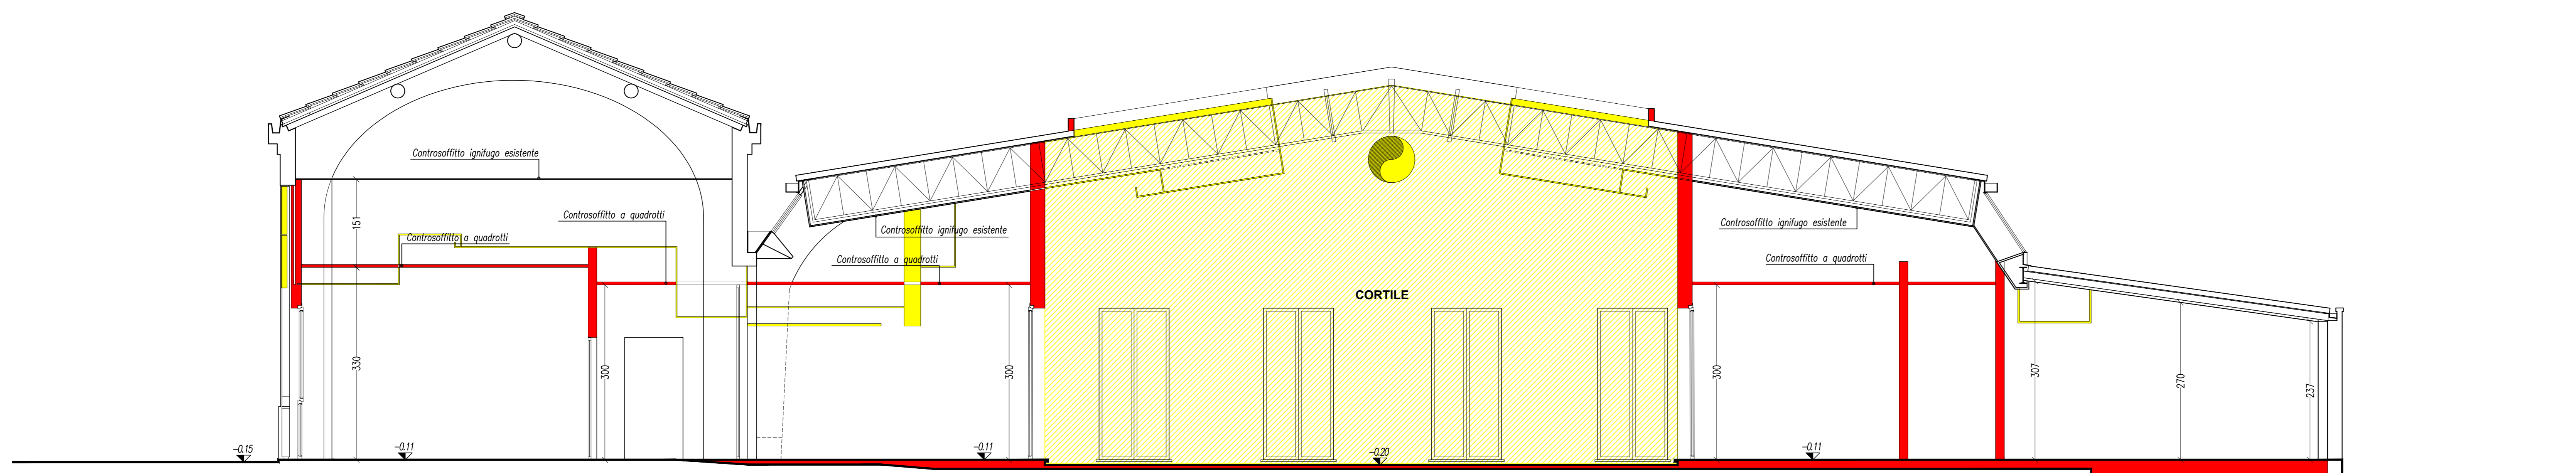 Controsoffitto ignifugo esistente
151
Controsoffitto a quadrotti
Controsoffitto a quadrotti
Controsoffitto ignifugo esistente
Controsoffitto a quadrotti
Controsoffitto ignifugo esistente
Controsoffitto a quadrotti
CORTILE
330
300
300
300
307
270
237
-0.15
-0.11
-0.11
-0.20
-0.11